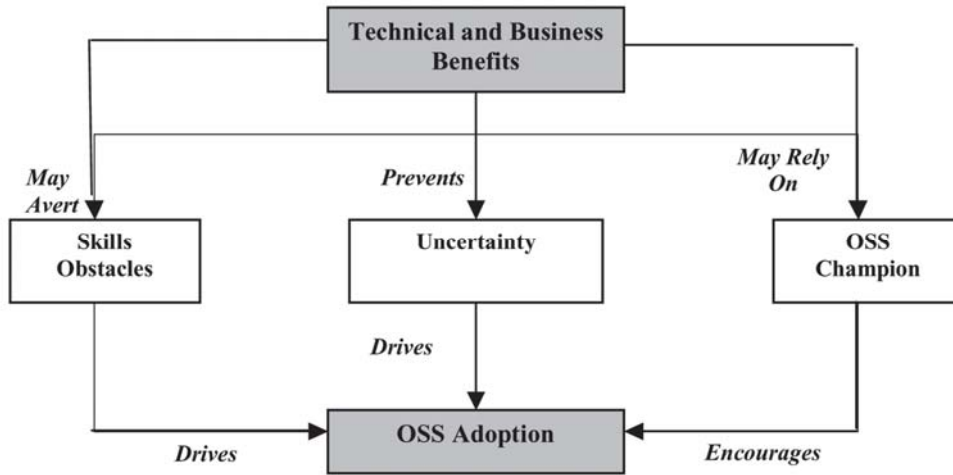 Technical and Business
Benefits
May
Avert
Prevents
May Rely
On
Skills
Obstacles
Uncertainty
OSS
Champion
Drives
OSS Adoption
Drives
Encourages